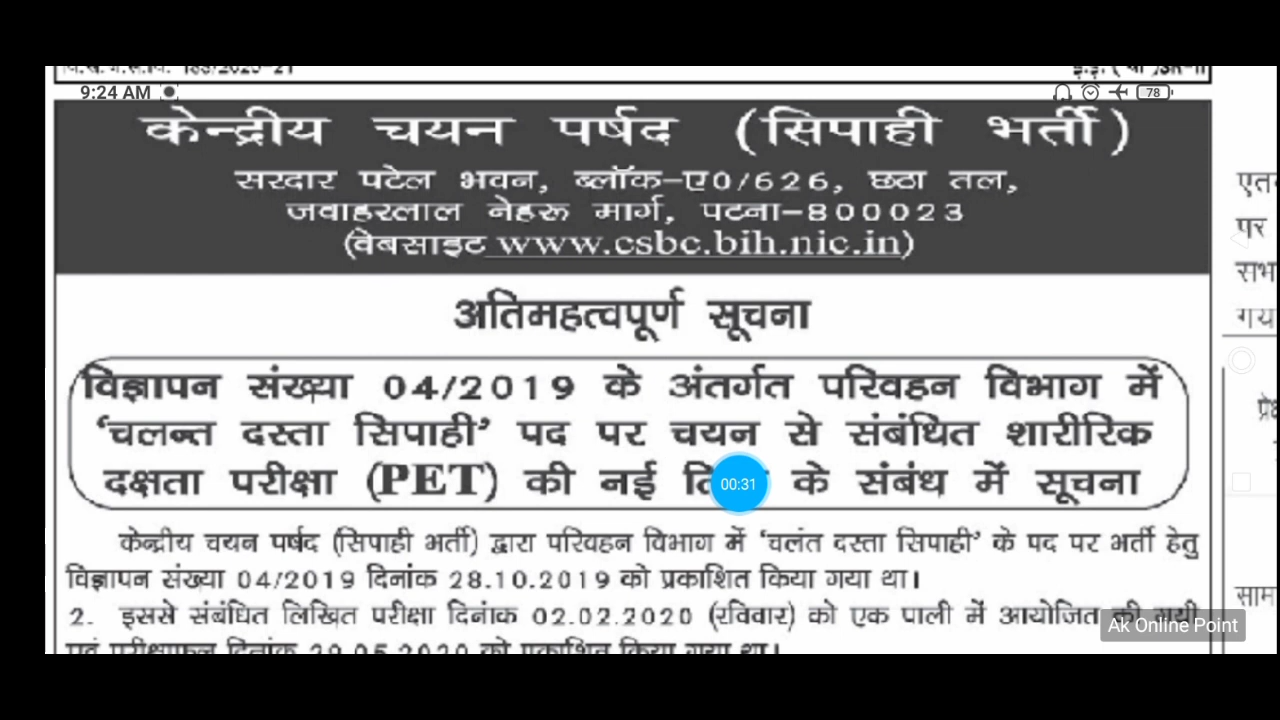 9:24 AM
78
केन्द्रीय चयन पर्षद (सिपाही भर्ती)
सरदार पटेल भवन, ब्लॉक-ए0/626, छठा तल,
जवाहरलाल नेहरू मार्ग, पटना-800023
(वेबसाइट www.csbc.bih.nic.in)
अतिमहत्वपूर्ण सूचना
विज्ञापन संख्या 04/2019 के अंतर्गत परिवहन विभाग में
‘चलन्त दस्ता सिपाही’ पद पर चयन से संबंधित शारीरिक
दक्षता परीक्षा (PET) की नई के संबंध में सूचना
00:31
केन्द्रीय चयन पर्षद (सिपाही भर्ती) द्वारा परिवहन विभाग में ‘चलंत दस्ता सिपाही’ के पद पर भर्ती हेतु
विज्ञापन संख्या 04/2019 दिनांक 28.10.2019 को प्रकाशित किया गया था।
2. इससे संबंधित लिखित परीक्षा दिनांक 02.02.2020 (रविवार) को एक पाली में आयोजित की गयी
Ak Online Point
पर
गय